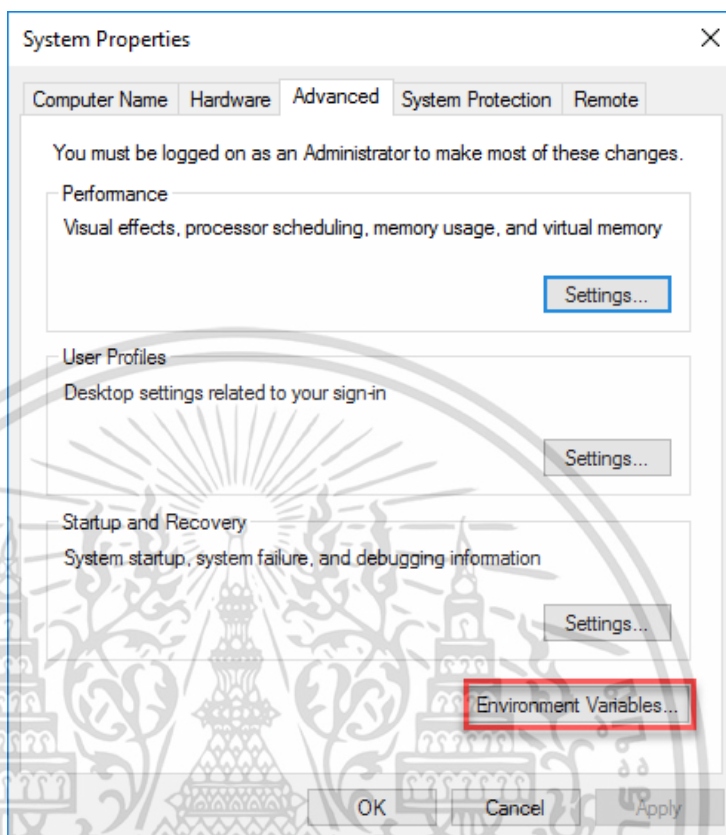 System Properties
Computer Name Hardware Advanced System Protection Remote
You must be logged on as an Administrator to make most of these changes.
Performance
Visual effects, processor scheduling, memory usage, and virtual memory
Settings...
User Profiles
Desktop settings related to your sign-in
Settings...
Startup and Recovery
System startup, system failure, and debugging information
Settings...
Environment Variables...
OK Cancel Apply